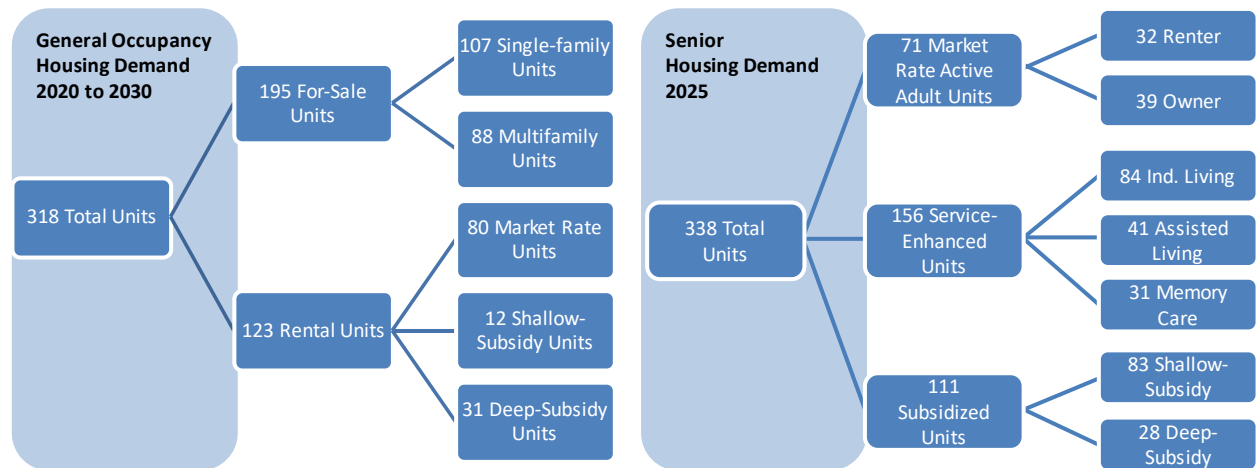 General Occupancy
Housing Demand
2020 to 2030
318 Total Units
195 For-Sale
Units
123 Rental Units
107 Single-family
Units
88 Multifamily
Units
80 Market Rate
Units
12 Shallow-
Subsidy Units
31 Deep-Subsidy
Units
Senior
Housing Demand
2025
338 Total
Units
71 Market
Rate Active
Adult Units
156 Service-
Enhanced
Units
111
Subsidized
Units
32 Renter
39 Owner
84 Ind. Living
41 Assisted
Living
31 Memory
Care
83 Shallow-
Subsidy
28 Deep-
Subsidy